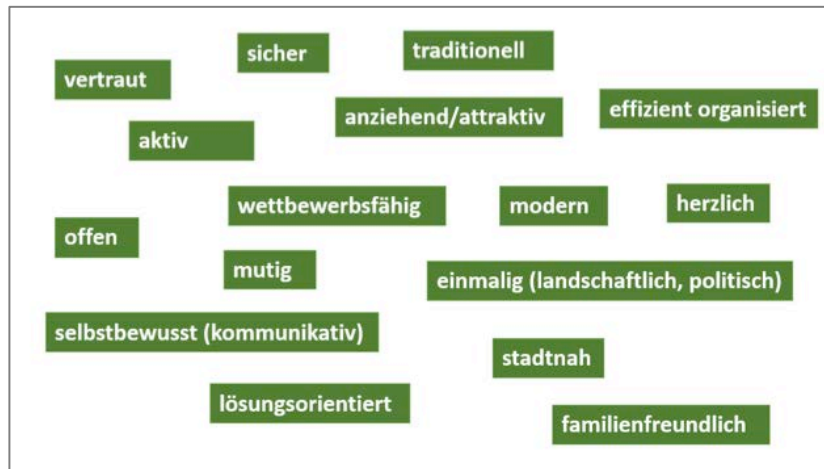 sicher
traditionell
vertraut
anziehend/attraktiv
effizient organisiert
aktiv
wettbewerbsfähig
modern
herzlich
offen
mutig
einmalig (landschaftlich, politisch)
selbstbewusst (kommunikativ)
stadtnah
lösungsorientiert
familienfreundlich